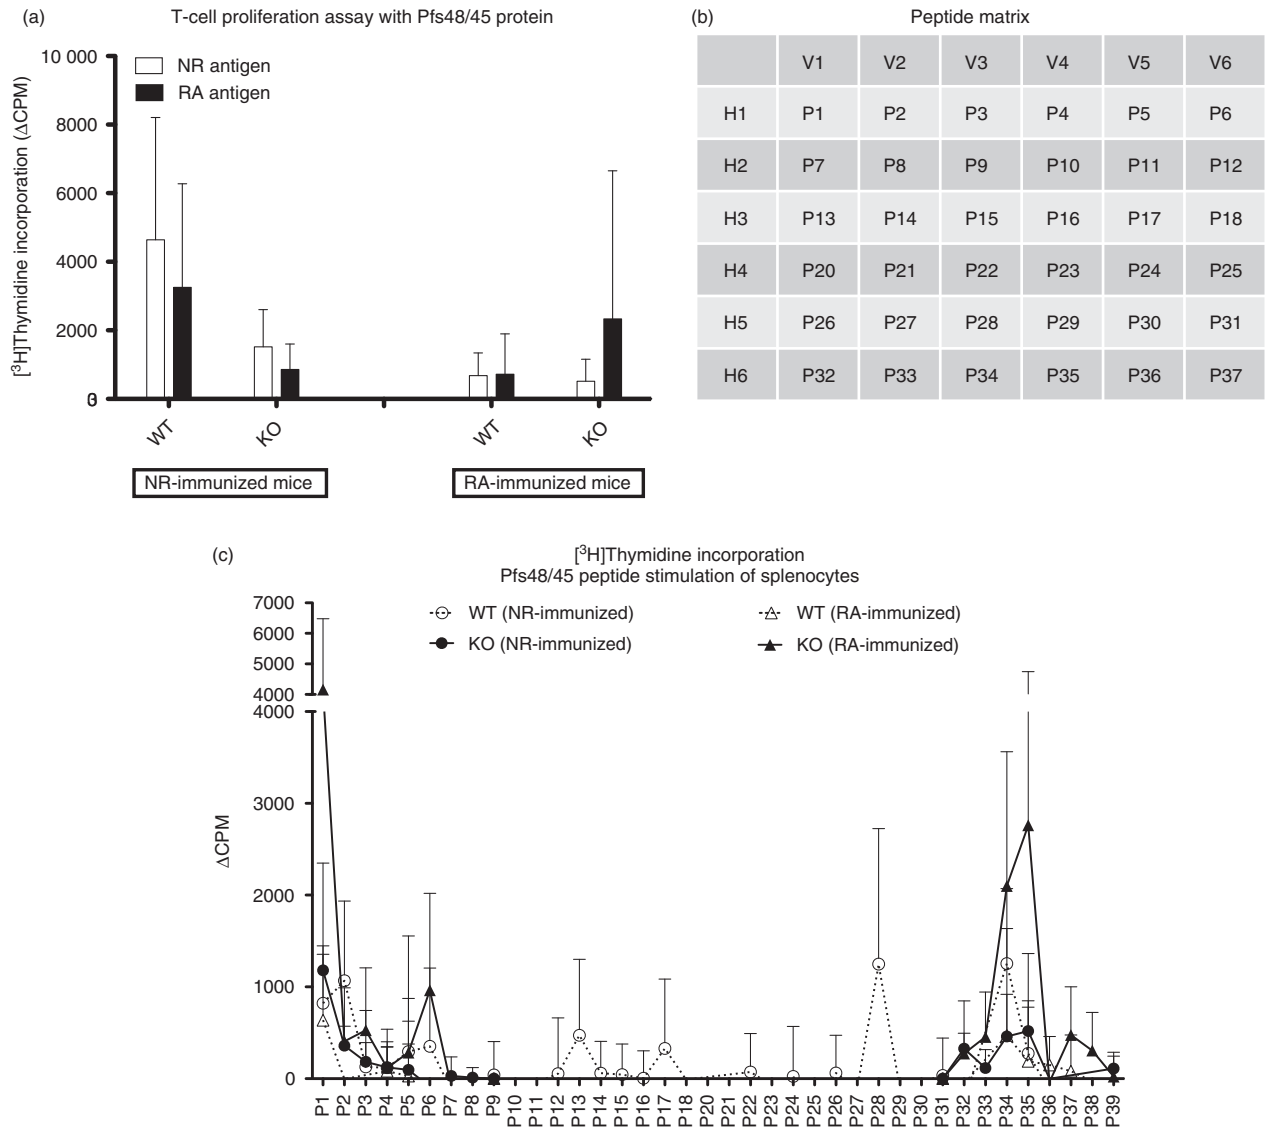 (a)
T-cell proliferation assay with Pfs48/45 protein
[3H]Thymidine incorporation (ΔCPM)
10 000
8000
6000
4000
2000
0
NR antigen
RA antigen
WT
KO
WT
KO
NR-immunized mice
RA-immunized mice
(b)
Peptide matrix
V1 V2 V3 V4 V5 V6
H1 P1 P2 P3 P4 P5 P6
H2 P7 P8 P9 P10 P11 P12
H3 P13 P14 P15 P16 P17 P18
H4 P20 P21 P22 P23 P24 P25
H5 P26 P27 P28 P29 P30 P31
H6 P32 P33 P34 P35 P36 P37
(c)
[3H]Thymidine incorporation
Pfs48/45 peptide stimulation of splenocytes
WT (NR-immunized)
KO (NR-immunized)
WT (RA-immunized)
KO (RA-immunized)
7000
6000
5000
4000
4000
3000
2000
1000
0
ΔCPM
P1 P2 P3 P4 P5 P6 P7 P8 P9 P10 P11 P12 P13 P14 P15 P16 P17 P18 P20 P21 P22 P23 P24 P25 P26 P27 P28 P29 P30 P31 P32 P33 P34 P35 P36 P37 P38 P39